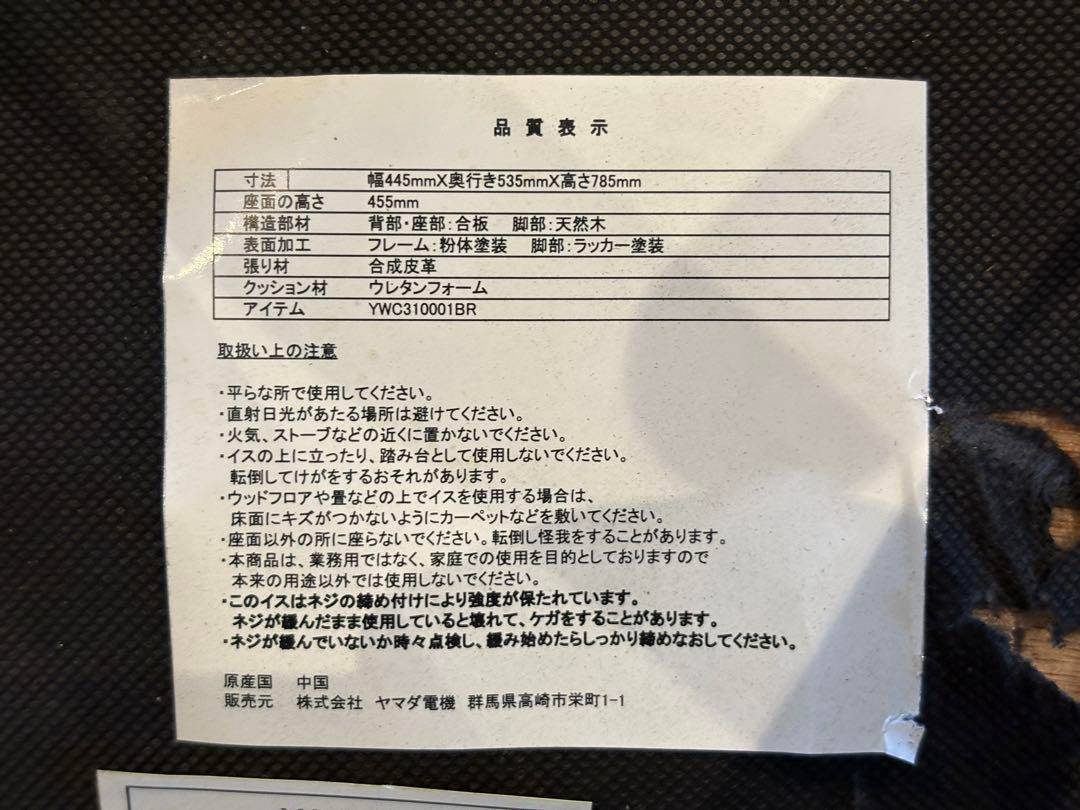 品質表示
寸法 幅445mmX奥行き535mmX高さ785mm
座面の高さ 455mm
構造部材 背部・座部：合板 脚部：天然木
表面加工 フレーム：粉体塗装 脚部：ラッカー塗装
張り材 合成皮革
クッション材 ウレタンフォーム
アイテム YWC310001BR
取扱い上の注意
・平らな所で使用してください。
・直射日光があたる場所は避けてください。
・火気、ストーブなどの近くに置かないでください。
・イスの上に立ったり、踏み台として使用しないでください。
転倒してけがをするおそれがあります。
・ウッドフロアや畳などの上でイスを使用する場合は、
床面にキズがつかないようにカーペットなどを敷いてください。
・座面以外の所に座らないでください。転倒し怪我をすることがあります。
・本商品は、業務用ではなく、家庭での使用を目的としておりますので
本来の用途以外では使用しないでください。
・このイスはネジの締め付けにより強度が保たれています。
ネジが緩んだまま使用していると壊れて、ケガをすることがあります。
・ネジが緩んでいないか時々点検し、緩み始めたらしっかり締めなおしてください。
原産国 中国
販売元 株式会社 ヤマダ電機 群馬県高崎市栄町1-1